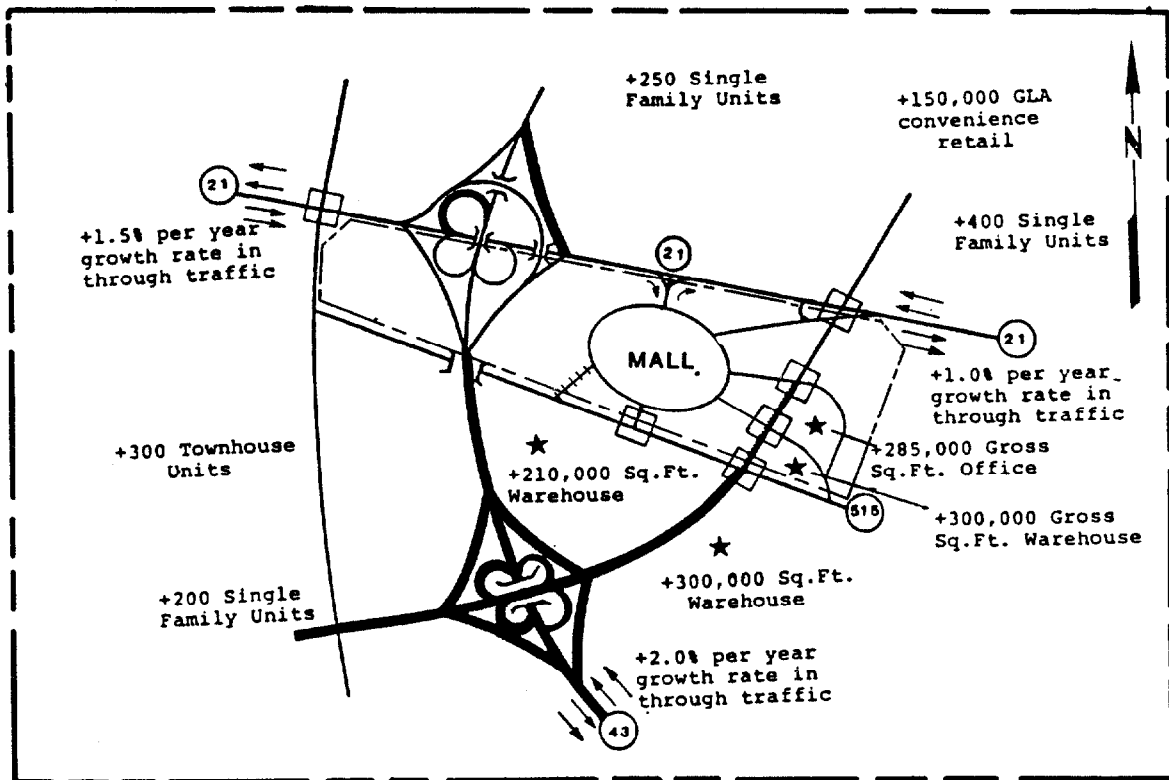 +250 Single
Family Units
+150,000 GLA
convenience
retail
N
21
+1.5% per year
growth rate in
through traffic
+400 Single
Family Units
21
MALL.
21
+1.0% per year
growth rate in
through traffic
+300 Townhouse
Units
+210,000 Sq.Ft.
Warehouse
+285,000 Gross
Sq.Ft. Office
515
+300,000 Gross
Sq.Ft. Warehouse
+300,000 Sq.Ft.
Warehouse
+200 Single
Family Units
+2.0% per year
growth rate in
through traffic
43